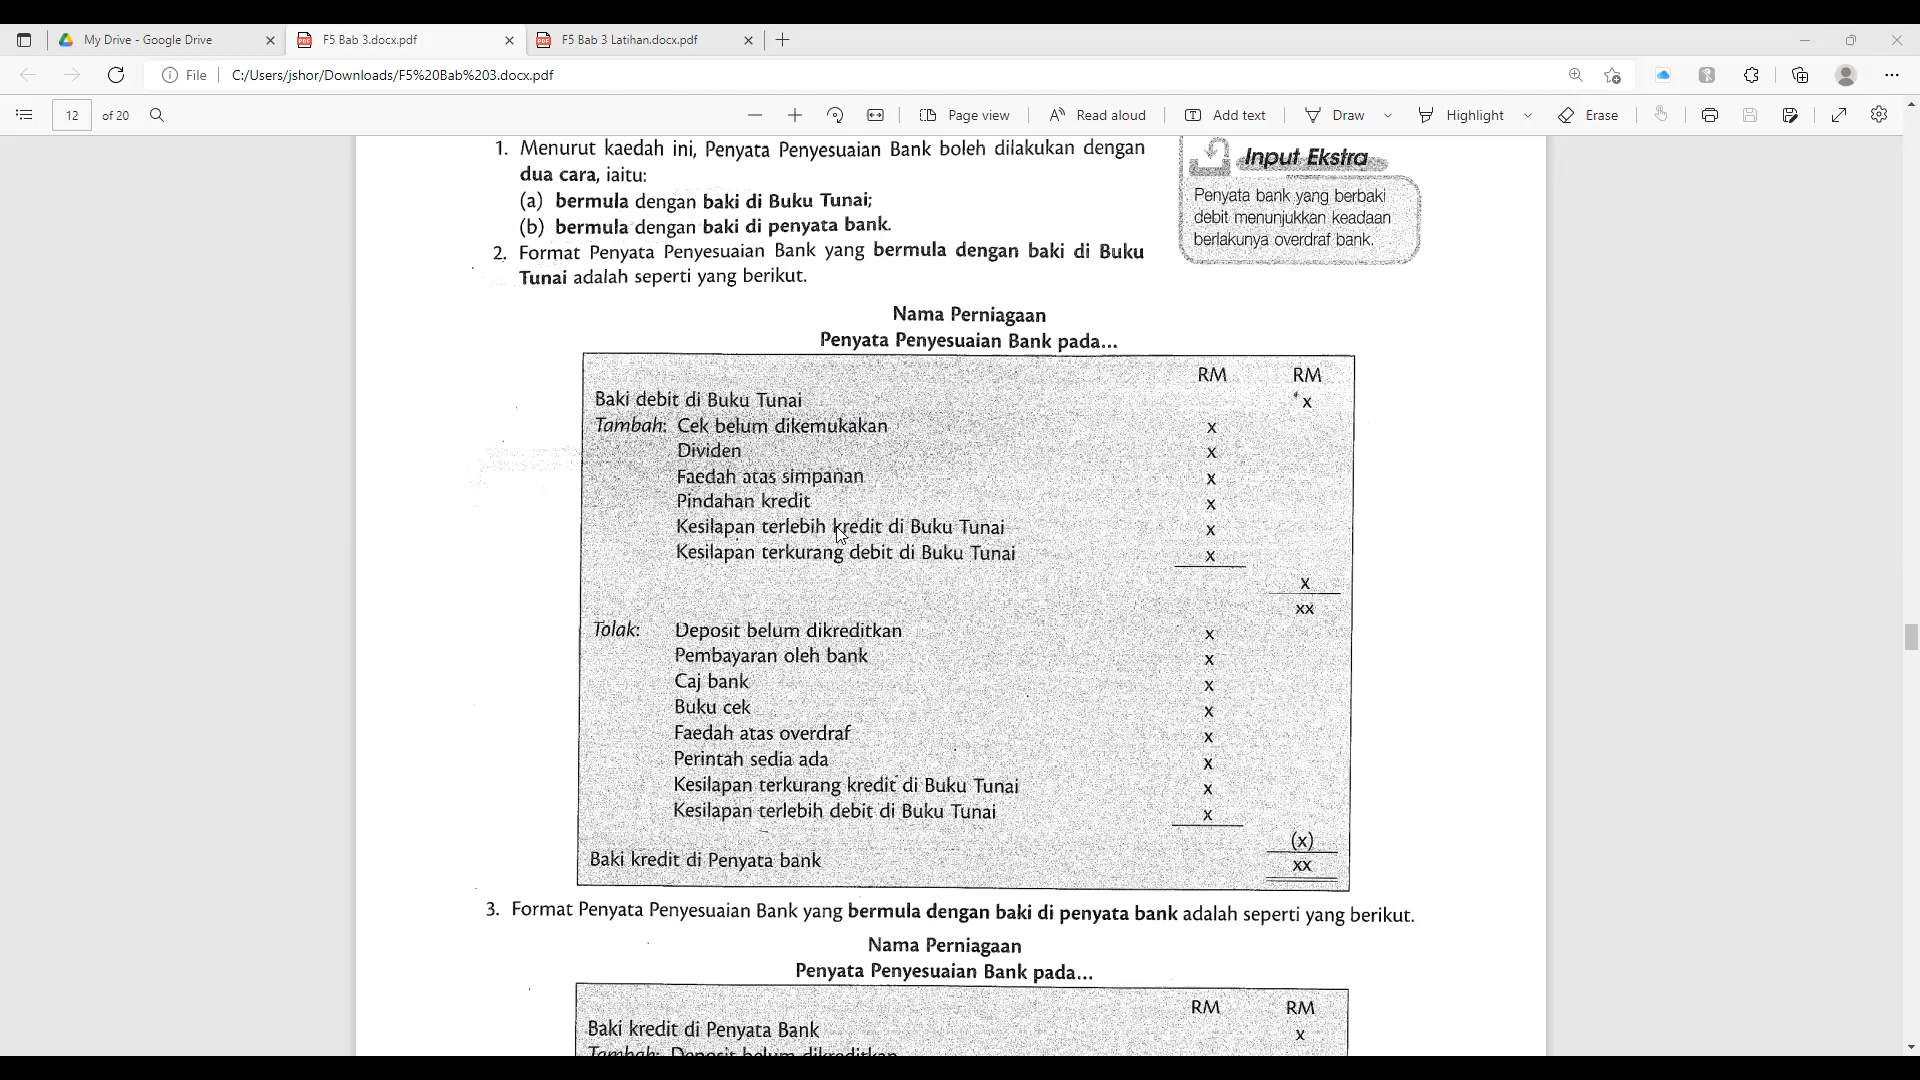 My Drive - Google Drive
F5 Bab 3.docx.pdf
F5 Bab 3 Latihan.docx.pdf
File
C:/Users/jshor/Downloads/F5%20Bab%203.docx.pdf
12 of 20
Page view
Read aloud
Add text
Draw
Highlight
Erase
1. Menurut kaedah ini, Penyata Penyesuaian Bank boleh dilakukan dengan
dua cara, iaitu:
(a) bermula dengan baki di Buku Tunai;
(b) bermula dengan baki di penyata bank.
2. Format Penyata Penyesuaian Bank yang bermula dengan baki di Buku
Tunai adalah seperti yang berikut.
Input Ekstra
Penyata bank yang berbaki
debit menunjukkan keadaan
berlakunya overdraf bank.
Nama Perniagaan
Penyata Penyesuaian Bank pada...
RM RM
Baki debit di Buku Tunai x
Tambah: Cek belum dikemukakan x
Dividen x
Faedah atas simpanan x
Pindahan kredit x
Kesilapan terlebih kredit di Buku Tunai x
Kesilapan terkurang debit di Buku Tunai x
x
xx
Tolak: Deposit belum dikreditkan x
Pembayaran oleh bank x
Caj bank x
Buku cek x
Faedah atas overdraf x
Perintah sedia ada x
Kesilapan terkurang kredit di Buku Tunai x
Kesilapan terlebih debit di Buku Tunai x
(x)
Baki kredit di Penyata bank xx
3. Format Penyata Penyesuaian Bank yang bermula dengan baki di penyata bank adalah seperti yang berikut.
Nama Perniagaan
Penyata Penyesuaian Bank pada...
RM RM
Baki kredit di Penyata Bank x
Tambah: Deposit belum dikreditkan